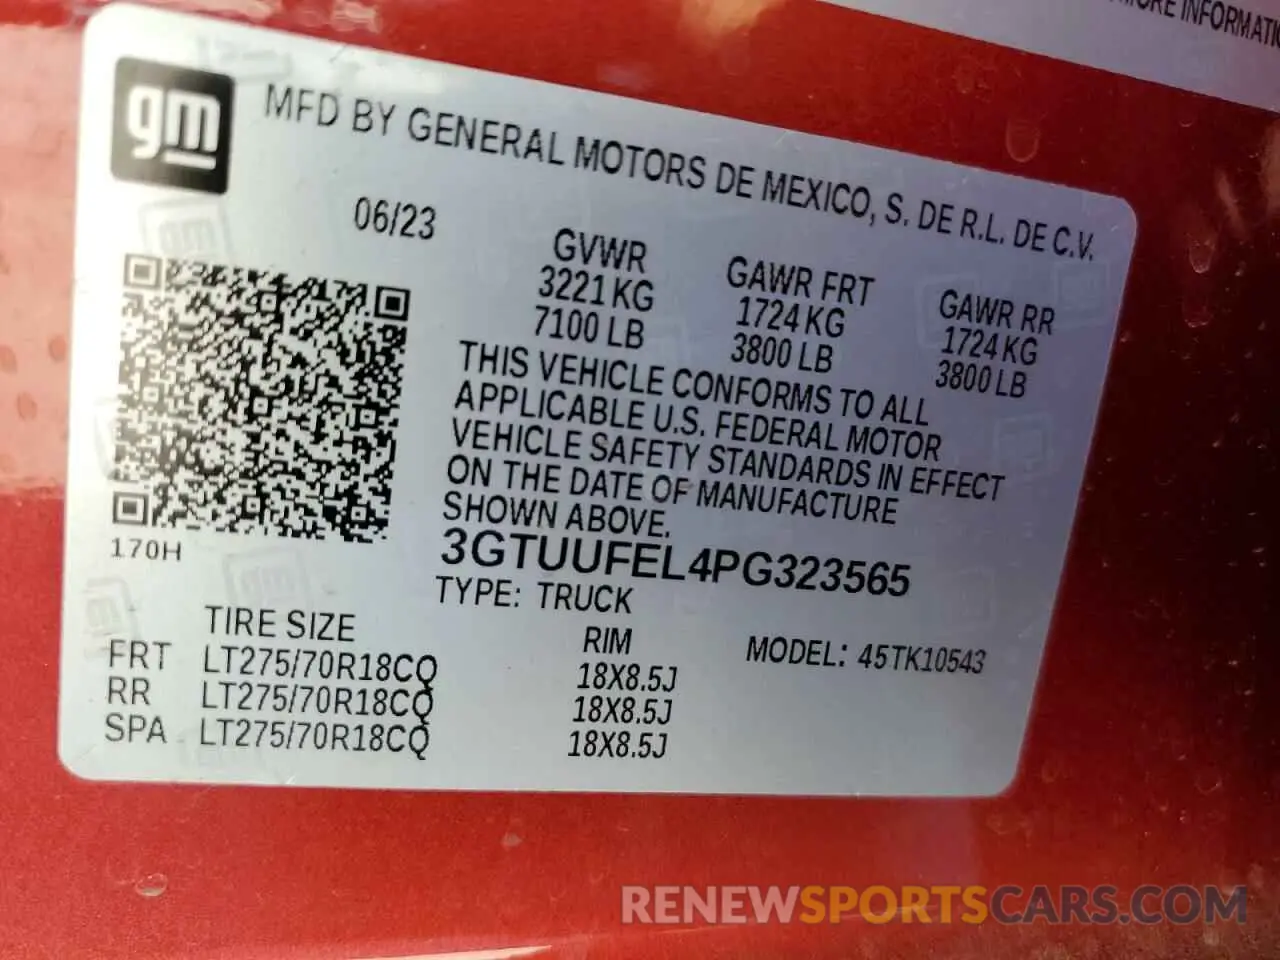 MORE INFORMATIO
gm
MFD BY GENERAL MOTORS DE MEXICO, S. DE R.L. DE C.V.
06/23
GVWR GAWR FRT GAWR RR
3221 KG 1724 KG 1724 KG
7100 LB 3800 LB 3800 LB
THIS VEHICLE CONFORMS TO ALL
APPLICABLE U.S. FEDERAL MOTOR
VEHICLE SAFETY STANDARDS IN EFFECT
ON THE DATE OF MANUFACTURE
SHOWN ABOVE.
170H
3GTUUFEL4PG323565
TYPE: TRUCK
TIRE SIZE RIM MODEL: 45TK10543
FRT LT275/70R18CQ 18X8.5J
RR LT275/70R18CQ 18X8.5J
SPA LT275/70R18CQ 18X8.5J
RENEWSPORTSCARS.COM